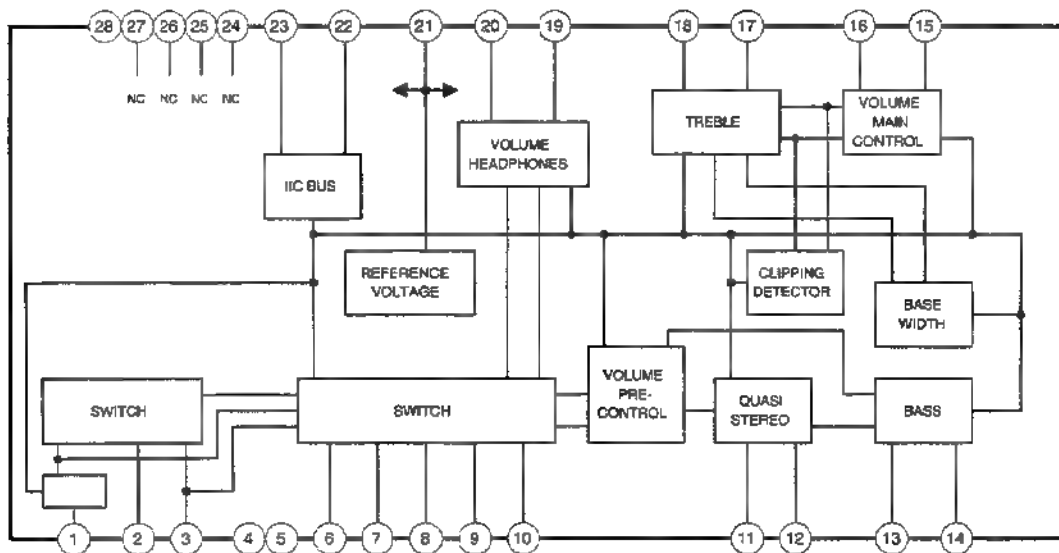 28 27 26 25 24 23 22 21 20 19 18 17 16 15
NC NC NC NC
IIC BUS
VOLUME
HEADPHONES
TREBLE
VOLUME
MAIN
CONTROL
REFERENCE
VOLTAGE
CLIPPING
DETECTOR
BASE
WIDTH
SWITCH
SWITCH
VOLUME
PRE-
CONTROL
QUASI
STEREO
BASS
1 2 3 4 5 6 7 8 9 10 11 12 13 14